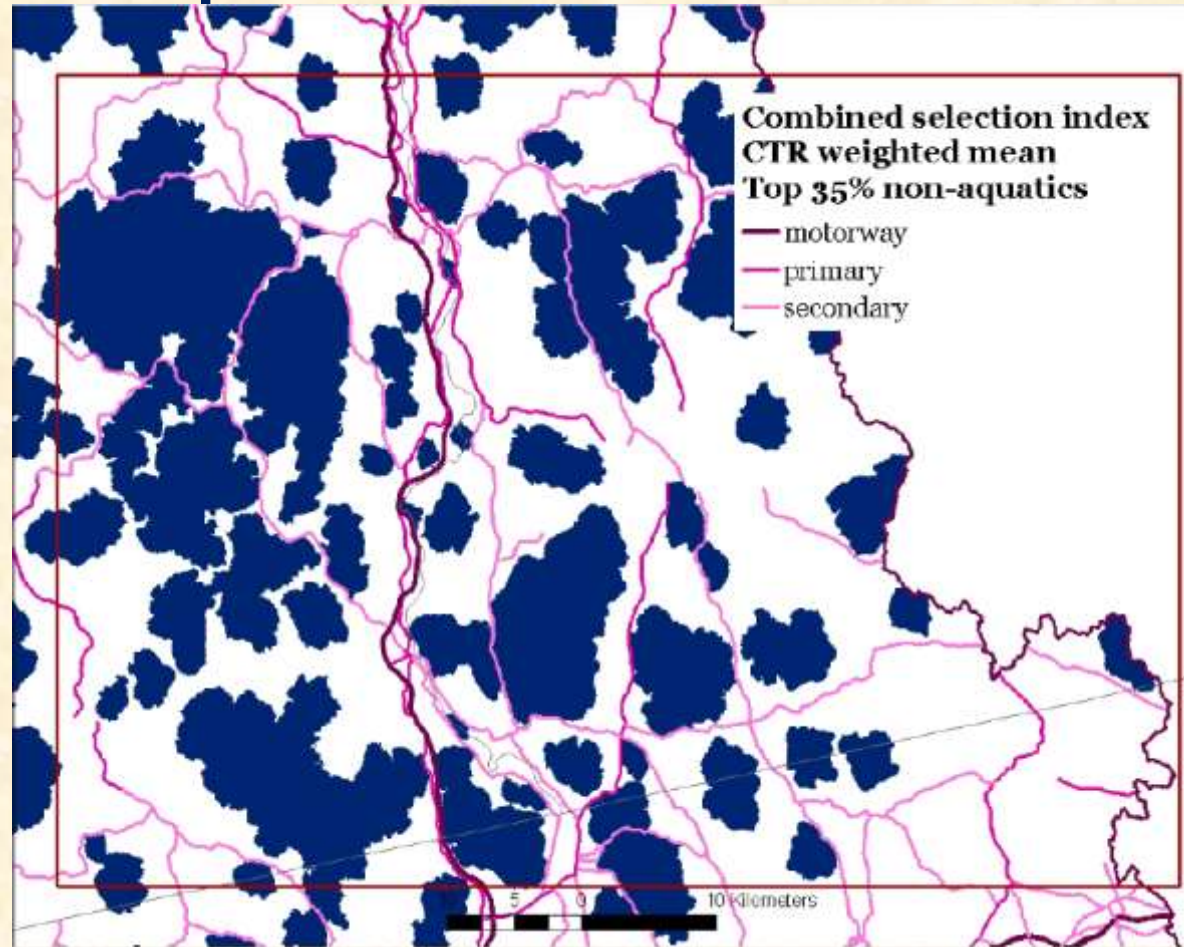 Combined selection index
CTR weighted mean
Top 35% non-aquatics
motorway
primary
secondary
5 0 10 Kilometers